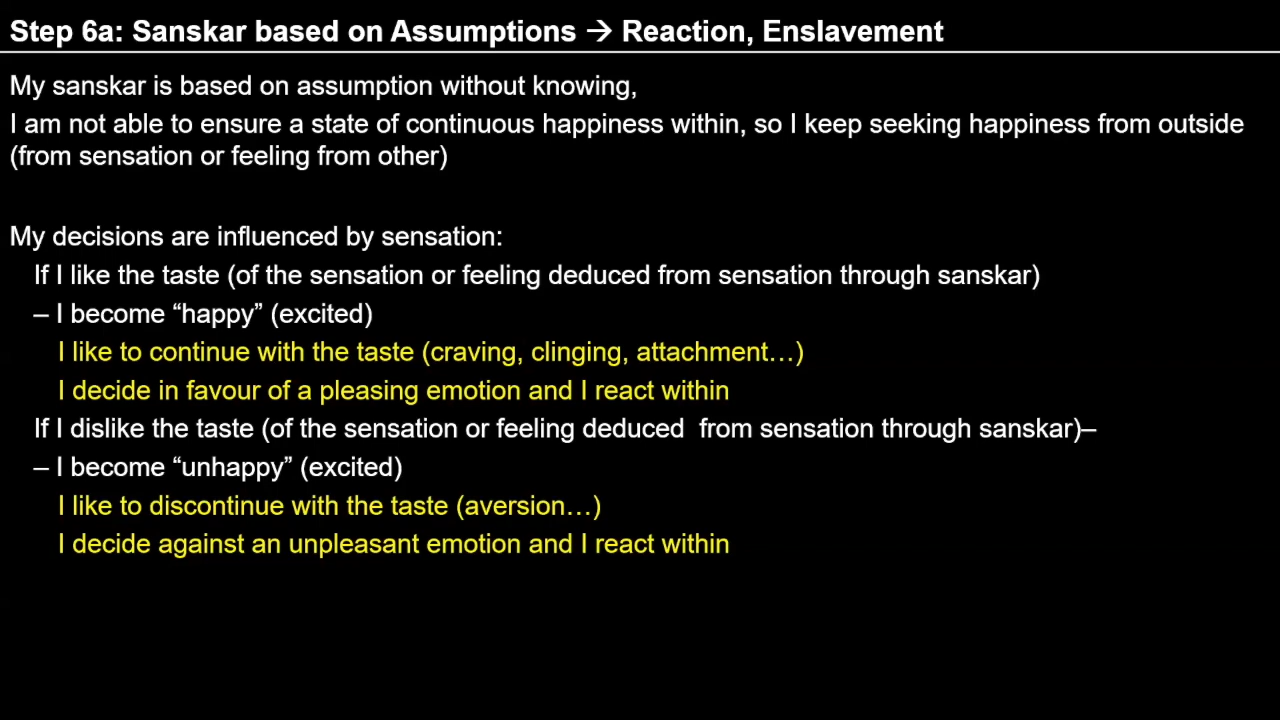 Step 6a: Sanskar based on Assumptions → Reaction, Enslavement
My sanskar is based on assumption without knowing,
I am not able to ensure a state of continuous happiness within, so I keep seeking happiness from outside
(from sensation or feeling from other)
My decisions are influenced by sensation:
If I like the taste (of the sensation or feeling deduced from sensation through sanskar)
– I become “happy” (excited)
I like to continue with the taste (craving, clinging, attachment…)
I decide in favour of a pleasing emotion and I react within
If I dislike the taste (of the sensation or feeling deduced  from sensation through sanskar)–
– I become “unhappy” (excited)
I like to discontinue with the taste (aversion…)
I decide against an unpleasant emotion and I react within